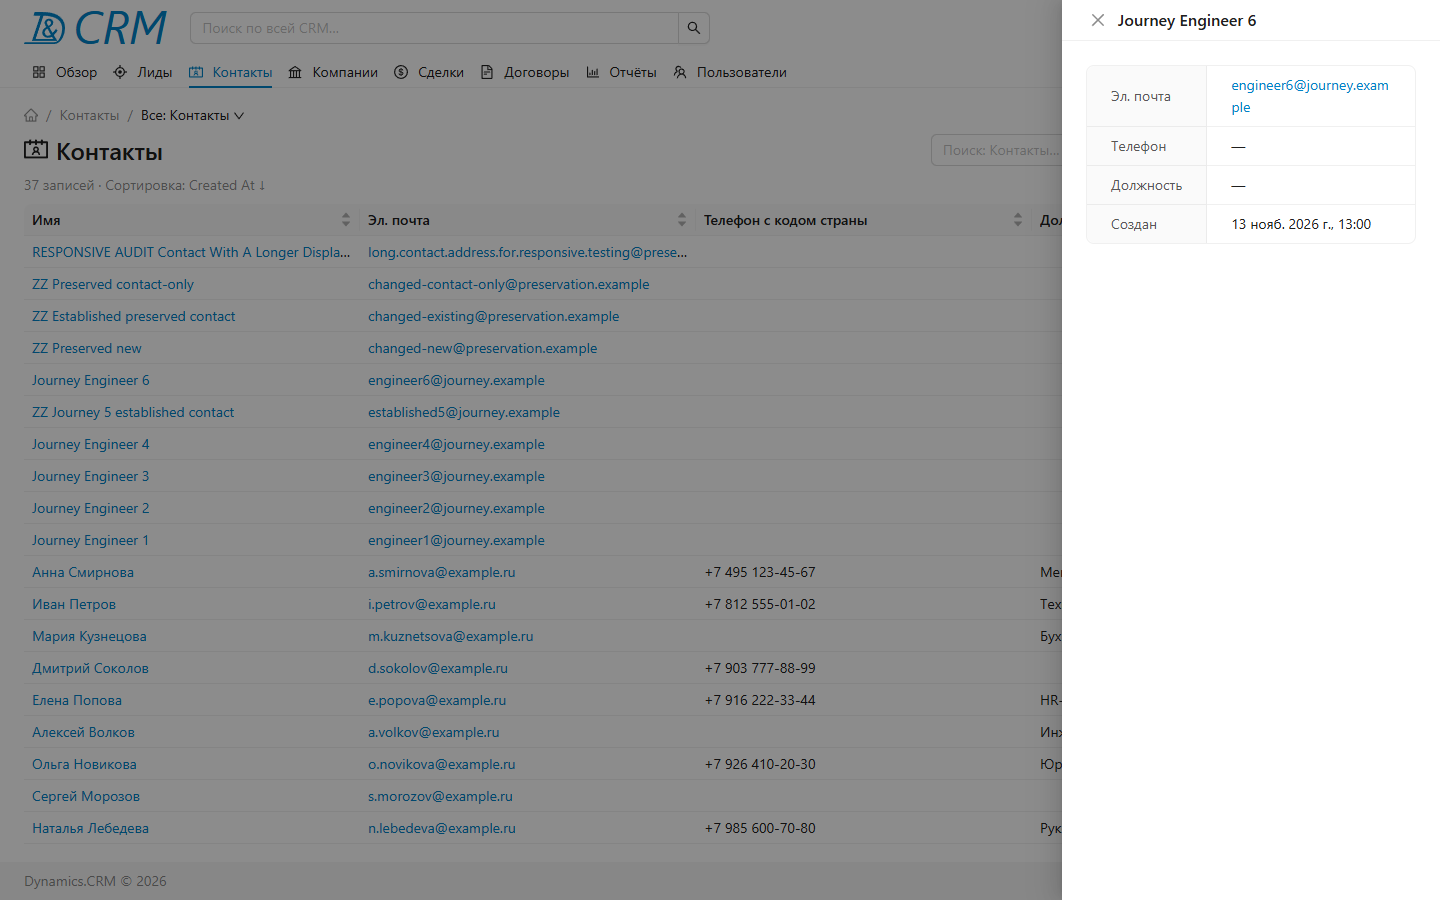 D& CRM
Поиск по всей CRM...
Обзор
Лиды
Контакты
Компании
Сделки
Договоры
Отчёты
Пользователи
/ Контакты / Все: Контакты
Контакты
Поиск: Контакты...
37 записей · Сортировка: Created At ↓
Имя
Эл. почта
Телефон с кодом страны
RESPONSIVE AUDIT Contact With A Longer Displa...
long.contact.address.for.responsive.testing@prese...
ZZ Preserved contact-only
changed-contact-only@preservation.example
ZZ Established preserved contact
changed-existing@preservation.example
ZZ Preserved new
changed-new@preservation.example
Journey Engineer 6
engineer6@journey.example
ZZ Journey 5 established contact
established5@journey.example
Journey Engineer 4
engineer4@journey.example
Journey Engineer 3
engineer3@journey.example
Journey Engineer 2
engineer2@journey.example
Journey Engineer 1
engineer1@journey.example
Анна Смирнова
a.smirnova@example.ru
+7 495 123-45-67
Иван Петров
i.petrov@example.ru
+7 812 555-01-02
Мария Кузнецова
m.kuznetsova@example.ru
Дмитрий Соколов
d.sokolov@example.ru
+7 903 777-88-99
Елена Попова
e.popova@example.ru
+7 916 222-33-44
HR-
Алексей Волков
a.volkov@example.ru
Ольга Новикова
o.novikova@example.ru
+7 926 410-20-30
Сергей Морозов
s.morozov@example.ru
Наталья Лебедева
n.lebedeva@example.ru
+7 985 600-70-80
Dynamics.CRM © 2026
Journey Engineer 6
Эл. почта
engineer6@journey.exam
ple
Телефон
—
Должность
—
Создан
13 нояб. 2026 г., 13:00